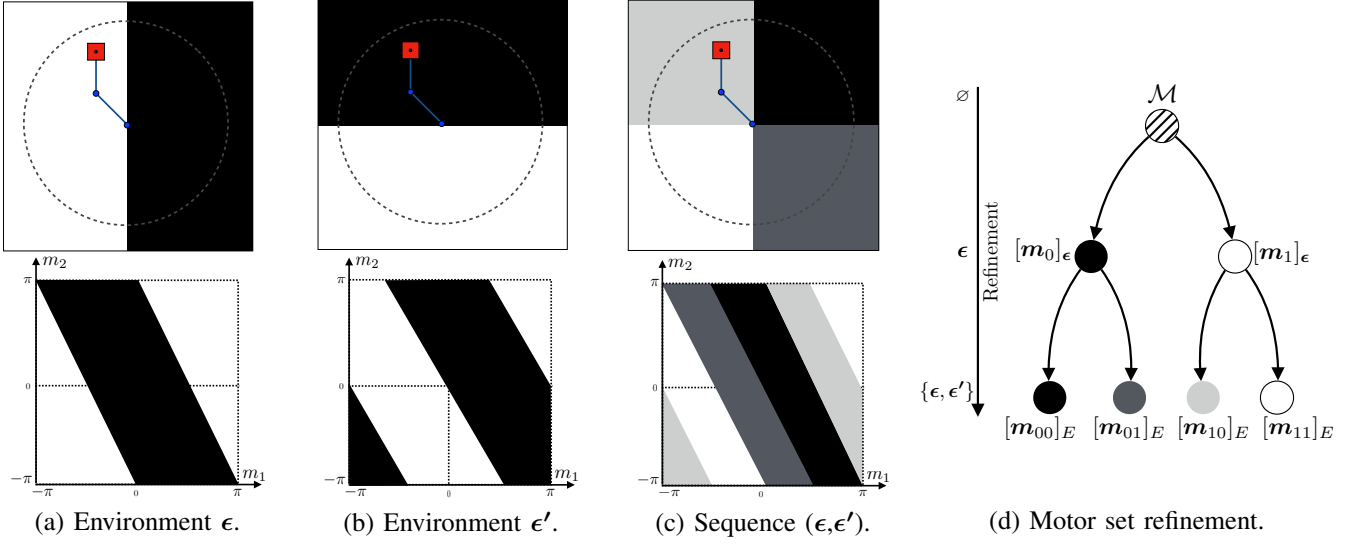 m₂
π
0
−π
−π
0
π
m₁
(a) Environment ϵ.
m₂
π
0
−π
−π
0
π
m₁
(b) Environment ϵ′.
m₂
π
0
−π
−π
0
π
m₁
(c) Sequence (ϵ,ϵ′).
∅
ϵ
{ϵ, ϵ′}
Refinement
ℳ
[m₀]ϵ
[m₁]ϵ
[m₀₀]E
[m₀₁]E
[m₁₀]E
[m₁₁]E
(d) Motor set refinement.